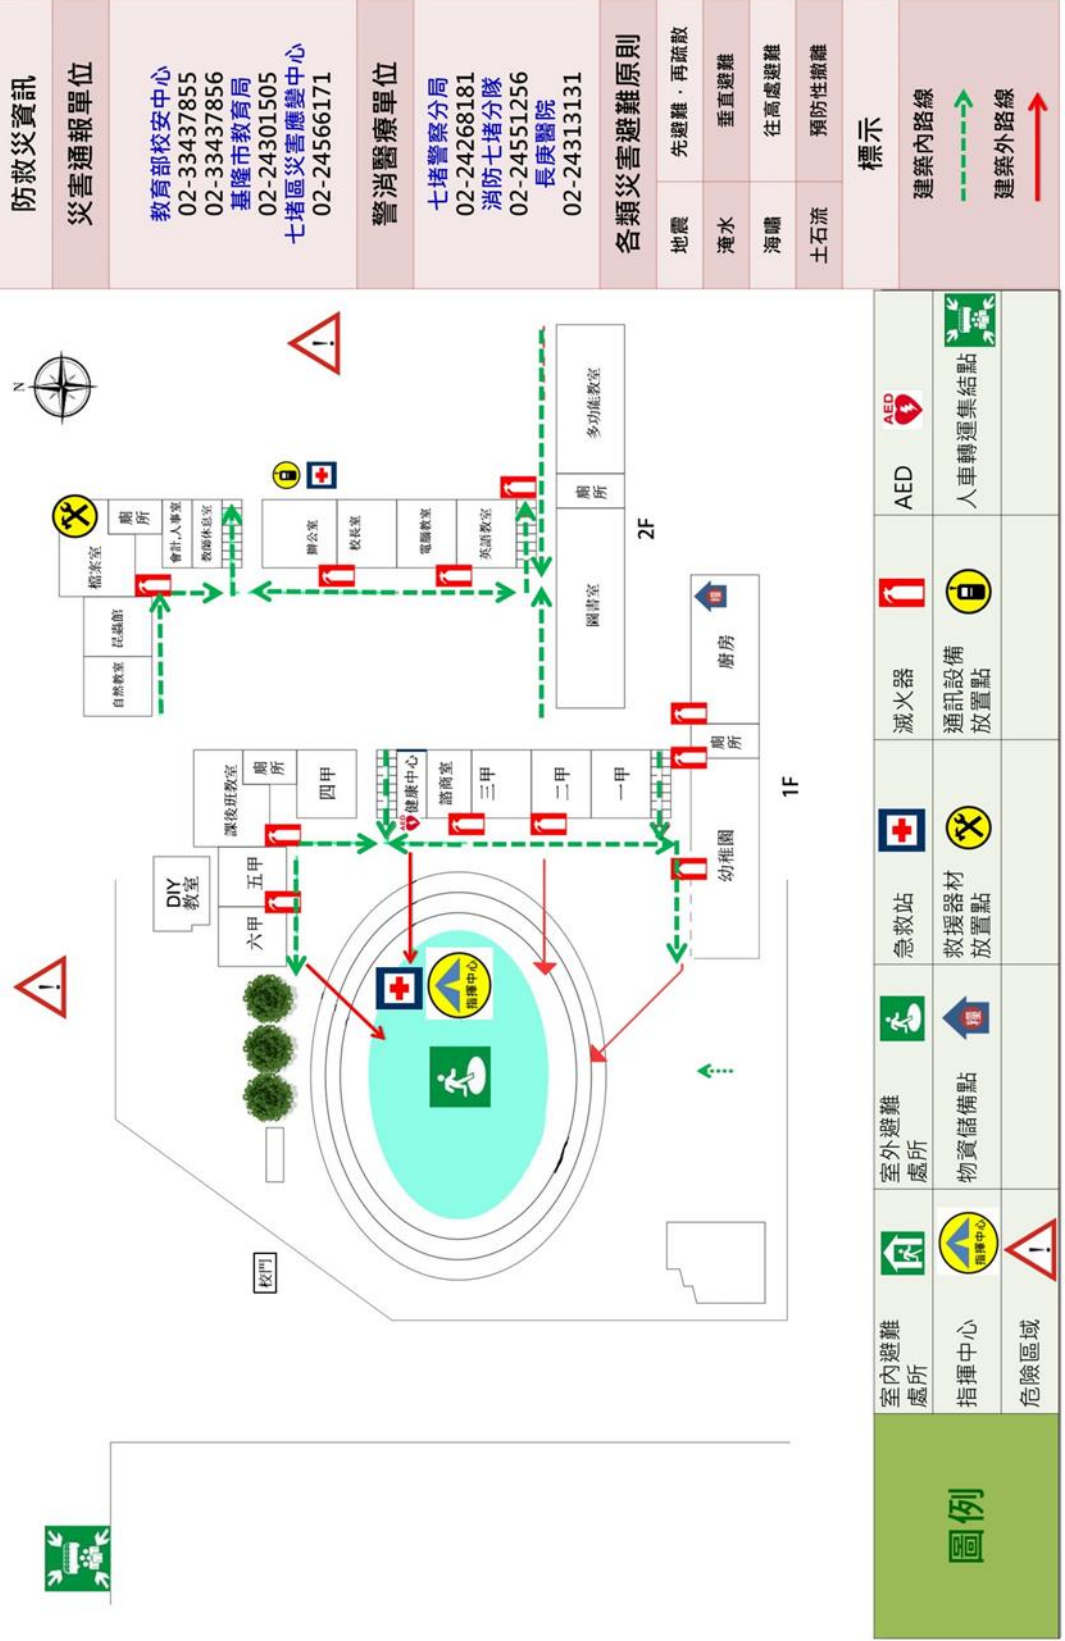 防救災資訊
災害通報單位
教育部校安中心
02-33437855
02-33437856
基隆市教育局
02-24301505
七堵區災害應變中心
02-24566171
警消醫療單位
七堵警察分局
02-24268181
消防七堵分隊
02-24551256
長庚醫院
02-24313131
各類災害避難原則
地震 先避難．再疏散
淹水 垂直避難
海嘯 往高處避難
土石流 預防性撤離
標示
建築內路線
建築外路線
N
檔案室
廁所
會計,人事室
教師休息室
昆蟲館
自然教室
辦公室
校長室
電腦教室
英語教室
多功能教室
廁所
圖書室
2F
課後班教室
廁所
四甲
DIY
教室
五甲
六甲
AED
健康中心
諮商室
三甲
二甲
一甲
糧
廚房
廁所
幼稚園
1F
指揮中心
校門
圖例
室內避難
處所
室外避難
處所
急救站
滅火器
AED
AED
指揮中心
指揮中心
物資儲備點
糧
救援器材
放置點
通訊設備
放置點
人車轉運集結點
危險區域